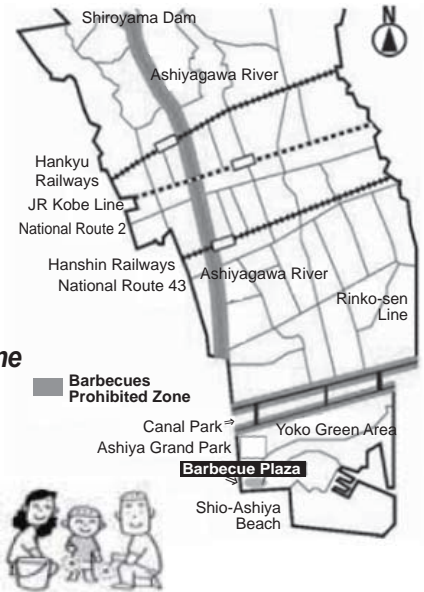 Shiroyama Dam
N
Ashiyagawa River
Hankyu
Railways
JR Kobe Line
National Route 2
Hanshin Railways
National Route 43
Ashiyagawa River
Rinko-sen
Line
ne
Barbecues
Prohibited Zone
Canal Park⇒
Yoko Green Area
Ashiya Grand Park
Barbecue Plaza
Shio-Ashiya
Beach